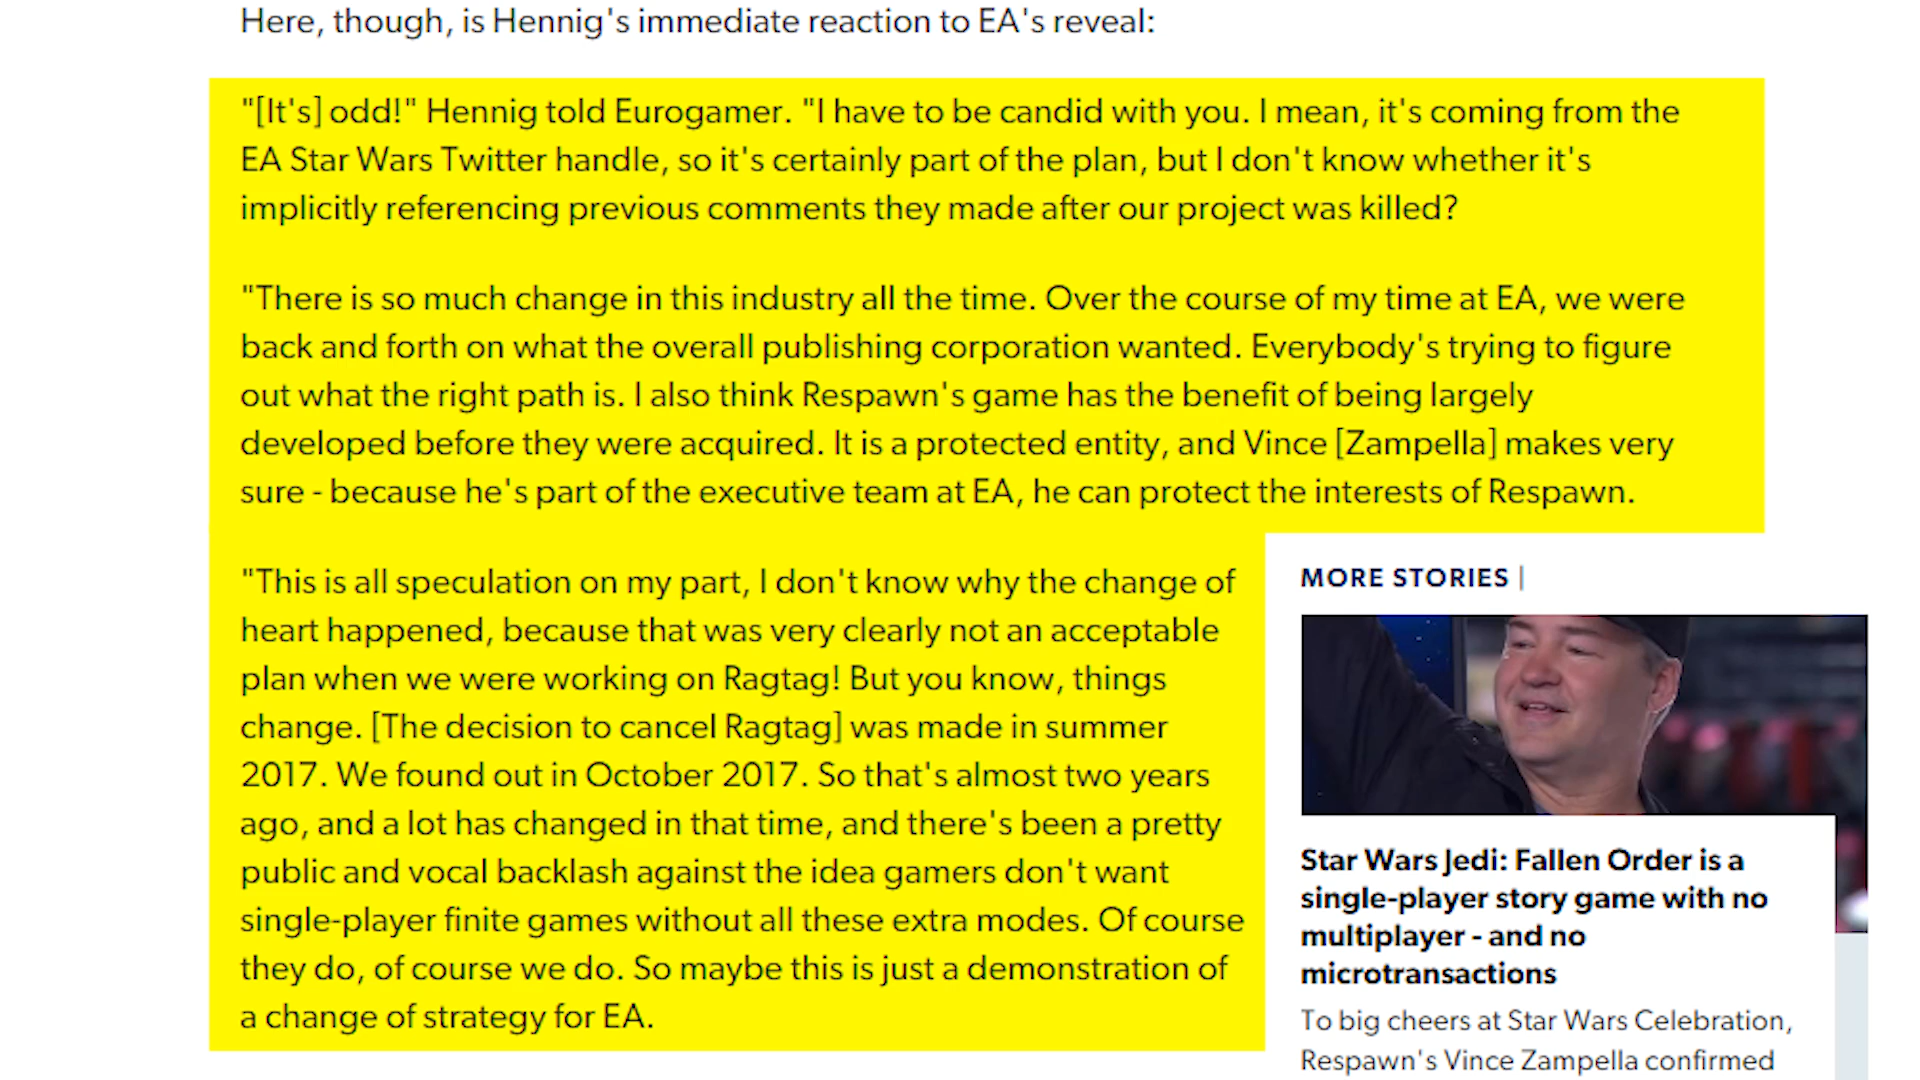 Here, though, is Hennig's immediate reaction to EA's reveal:
"[It's] odd!" Hennig told Eurogamer. "I have to be candid with you. I mean, it's coming from the
EA Star Wars Twitter handle, so it's certainly part of the plan, but I don't know whether it's
implicitly referencing previous comments they made after our project was killed?
"There is so much change in this industry all the time. Over the course of my time at EA, we were
back and forth on what the overall publishing corporation wanted. Everybody's trying to figure
out what the right path is. I also think Respawn's game has the benefit of being largely
developed before they were acquired. It is a protected entity, and Vince [Zampella] makes very
sure - because he's part of the executive team at EA, he can protect the interests of Respawn.
"This is all speculation on my part, I don't know why the change of
heart happened, because that was very clearly not an acceptable
plan when we were working on Ragtag! But you know, things
change. [The decision to cancel Ragtag] was made in summer
2017. We found out in October 2017. So that's almost two years
ago, and a lot has changed in that time, and there's been a pretty
public and vocal backlash against the idea gamers don't want
single-player finite games without all these extra modes. Of course
they do, of course we do. So maybe this is just a demonstration of
a change of strategy for EA.
MORE STORIES |
Star Wars Jedi: Fallen Order is a
single-player story game with no
multiplayer - and no
microtransactions
To big cheers at Star Wars Celebration,
Respawn's Vince Zampella confirmed